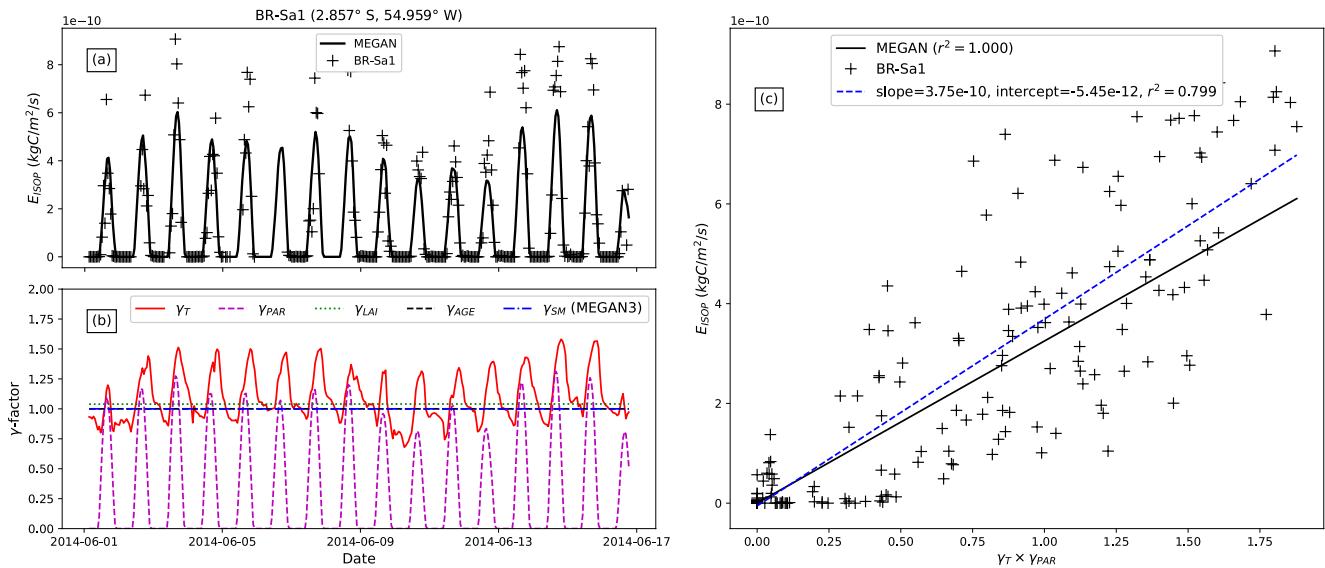 BR-Sa1 (2.857° S, 54.959° W)
1e−10
(a)
MEGAN
BR-Sa1
E_ISOP (kgC/m²/s)
8
6
4
2
0
(b)
γ_T γ_PAR γ_LAI γ_AGE γ_SM (MEGAN3)
γ-factor
2.00
1.75
1.50
1.25
1.00
0.75
0.50
0.25
0.00
2014-06-01 2014-06-05 2014-06-09 2014-06-13 2014-06-17
Date
1e−10
MEGAN (r² = 1.000)
BR-Sa1
slope=3.75e-10, intercept=-5.45e-12, r² = 0.799
(c)
E_ISOP (kgC/m²/s)
8
6
4
2
0
0.00 0.25 0.50 0.75 1.00 1.25 1.50 1.75
γ_T × γ_PAR